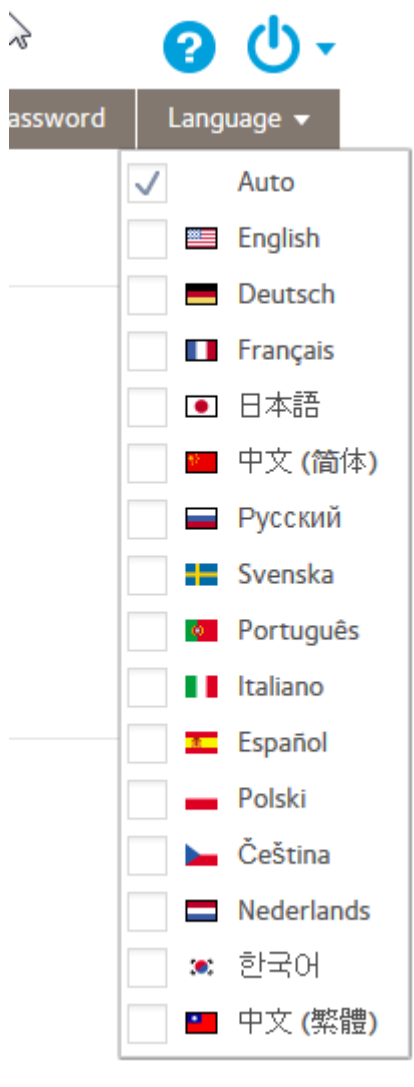 ?
assword Language
Auto
English
Deutsch
Français
日本語
中文 (简体)
Русский
Svenska
Português
Italiano
Español
Polski
Čeština
Nederlands
한국어
中文 (繁體)